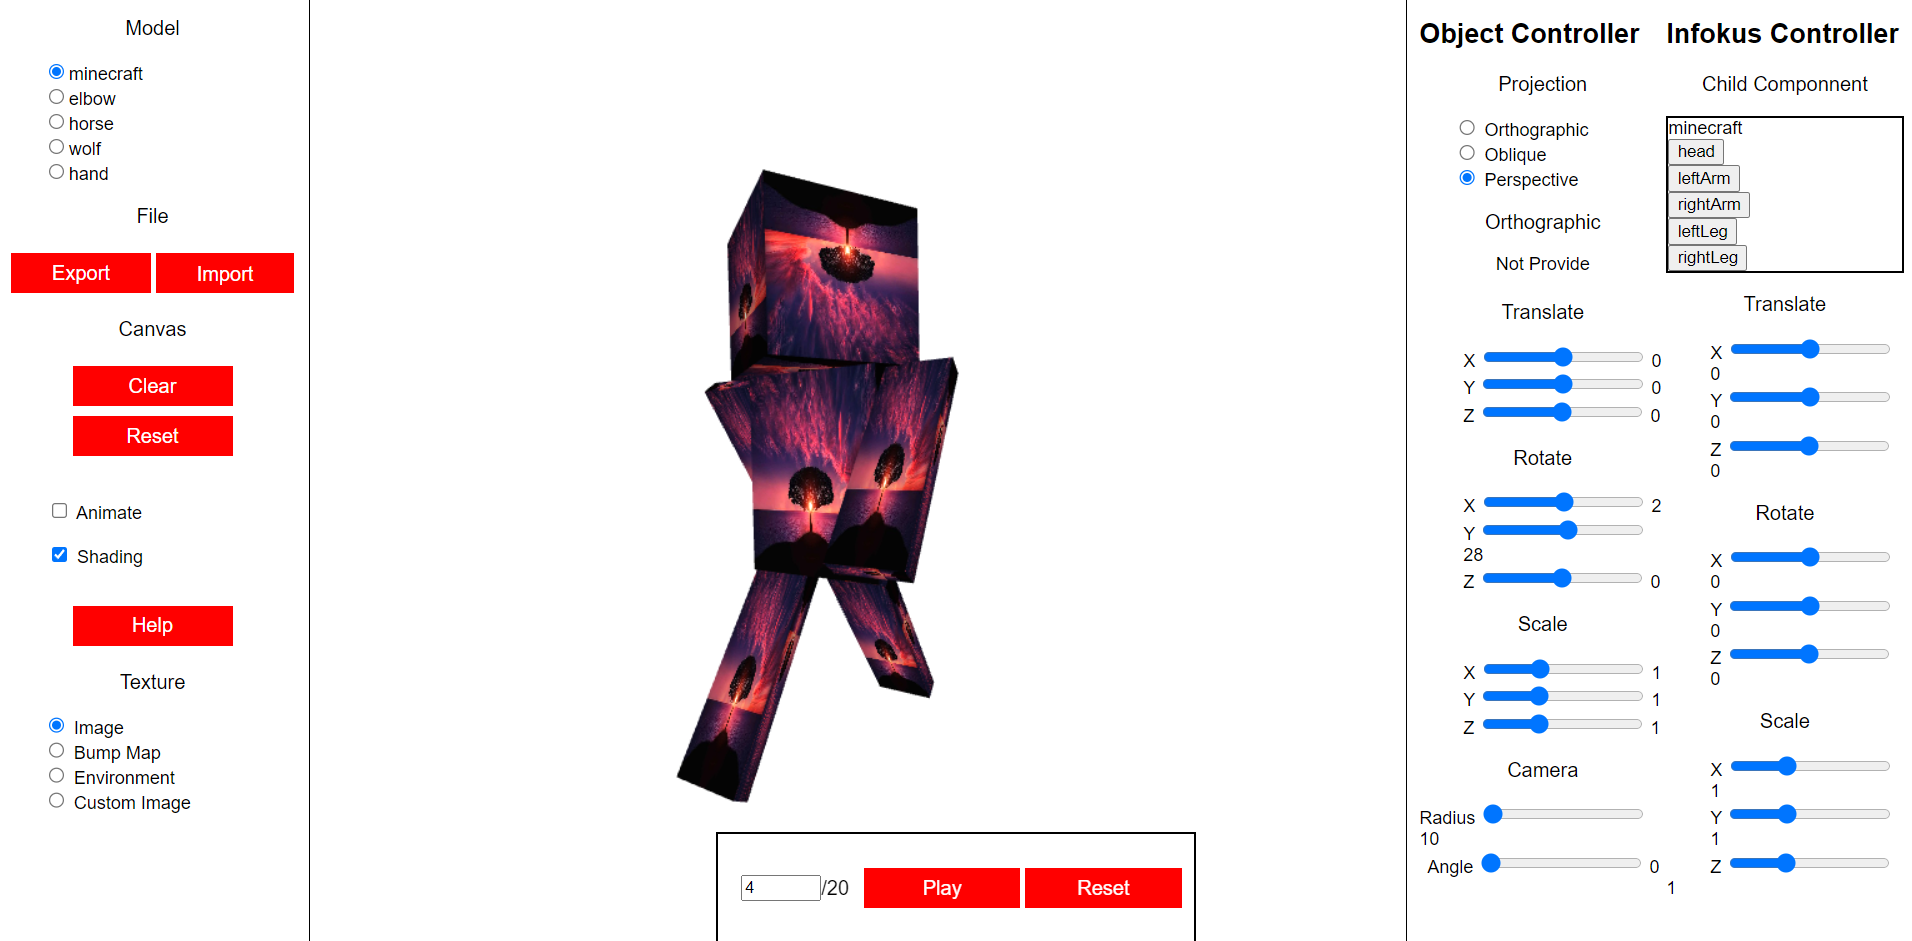 Model
minecraft
elbow
horse
wolf
hand
File
Export Import
Canvas
Clear
Reset
Animate
Shading
Help
Texture
Image
Bump Map
Environment
Custom Image
4/20 Play Reset
Object Controller
Projection
Orthographic
Oblique
Perspective
Orthographic
Not Provide
Translate
X 0
Y 0
Z 0
Rotate
X 2
Y
28
Z 0
Scale
X 1
Y 1
Z 1
Camera
Radius
10
Angle 0
Infokus Controller
Child Componnent
minecraft
head
leftArm
rightArm
leftLeg
rightLeg
Translate
X
0
Y
0
Z
0
Rotate
X
0
Y
0
Z
0
Scale
X
1
Y
1
Z
1